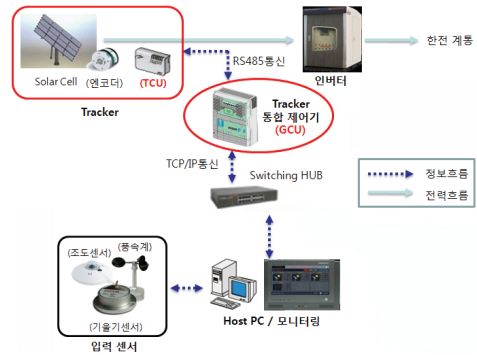 RS485통신
한전 계통
Solar Cell
(엔코더)
(TCU)
인버터
Tracker
Tracker
통합 제어기
(GCU)
TCP/IP통신
Switching HUB
정보흐름
전력흐름
(풍속계)
(조도센서)
(기울기센서)
Host PC / 모니터링
입력 센서